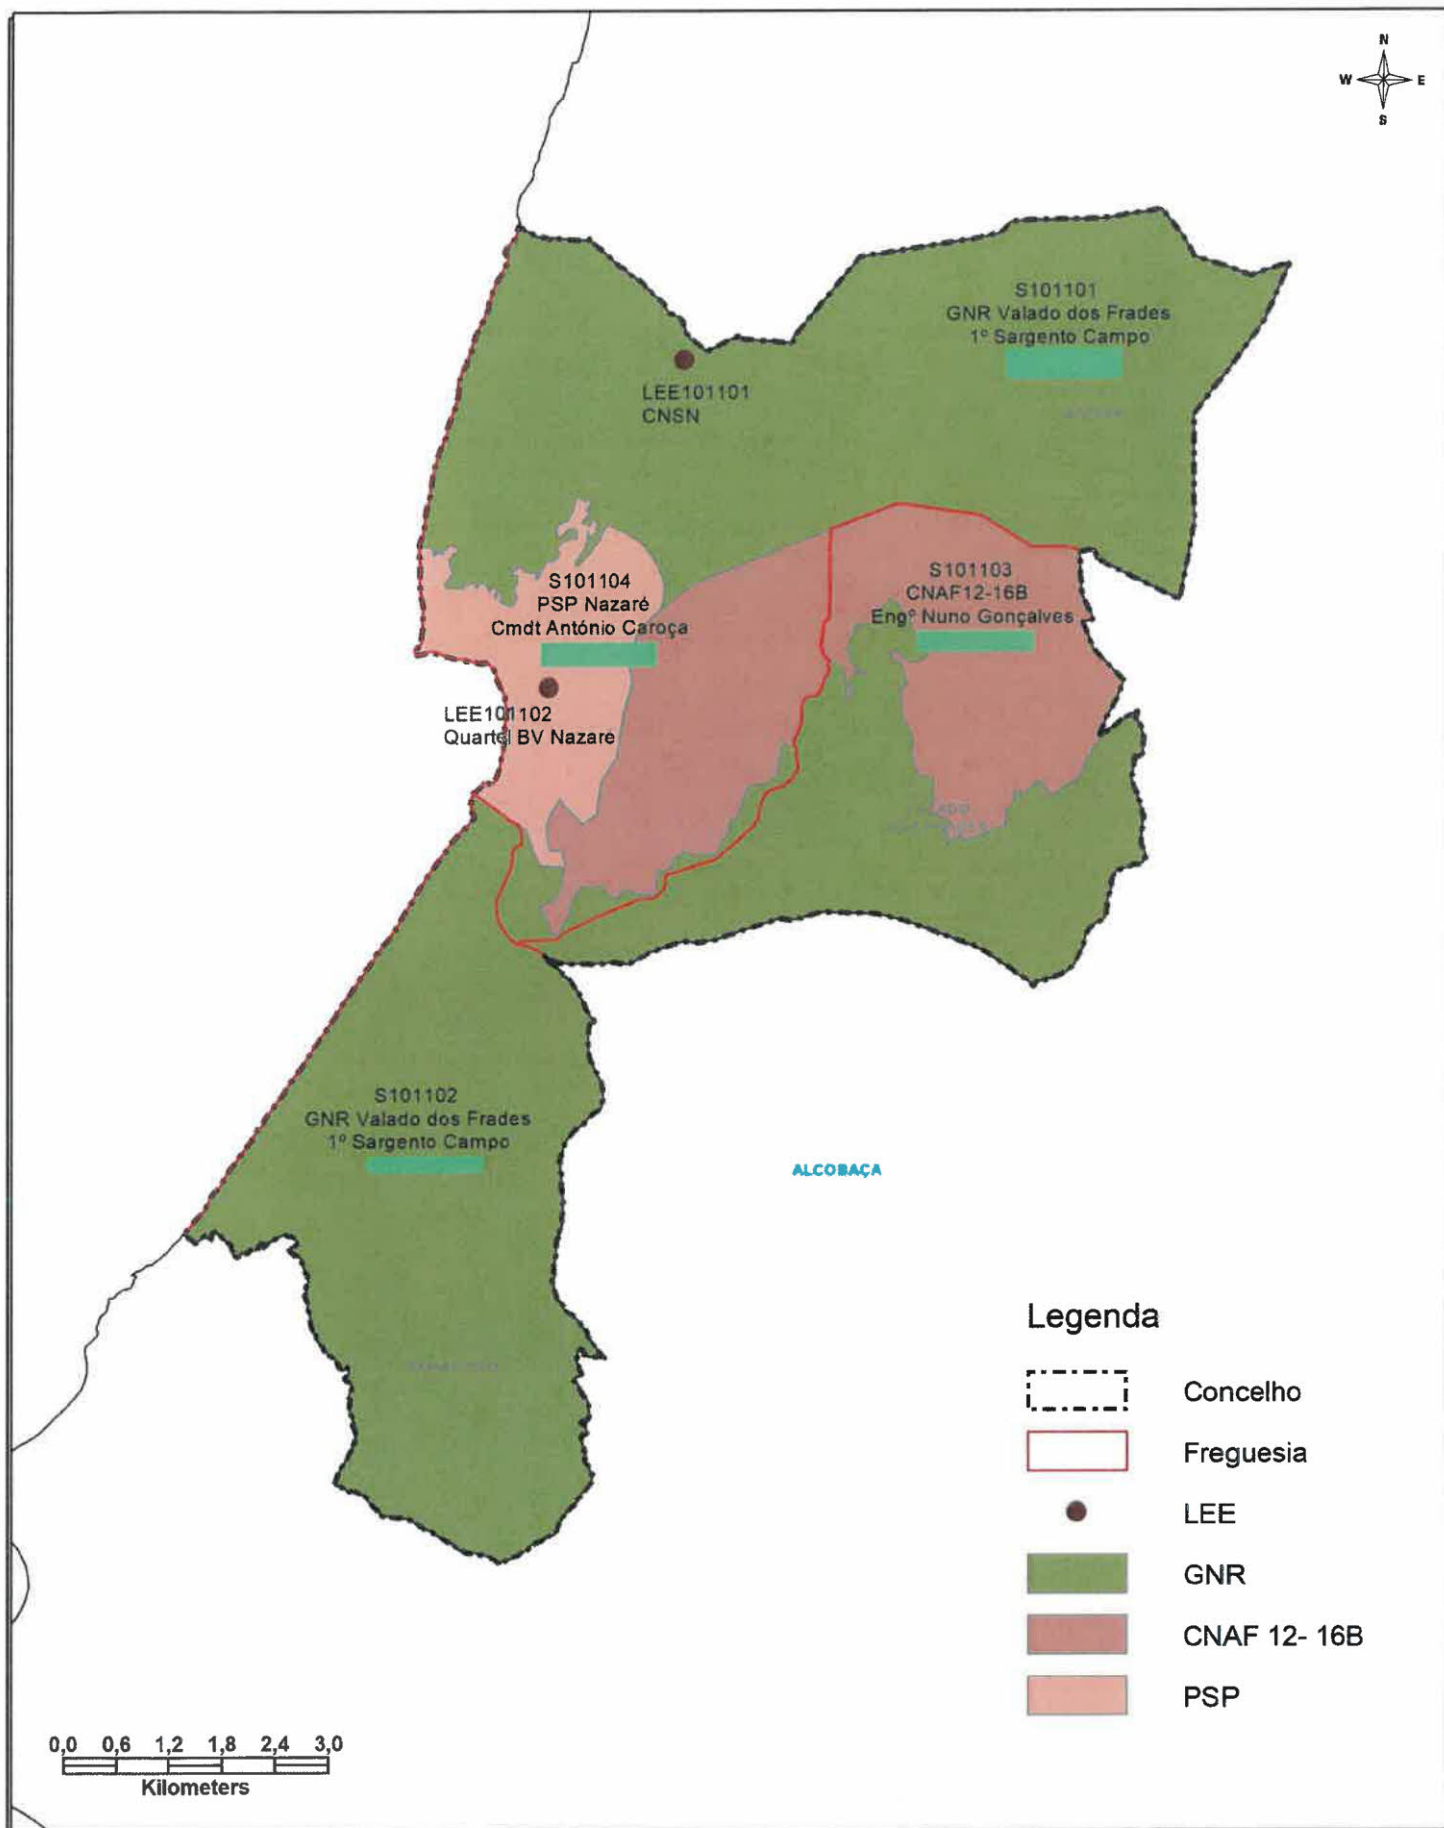 N
W E
S
S101101
GNR Valado dos Frades
1º Sargento Campo
LEE101101
CNSN
S101104
PSP Nazaré
Cmdt António Caroça
S101103
CNAF12-16B
Engº Nuno Gonçalves
LEE101102
Quartel BV Nazaré
S101102
GNR Valado dos Frades
1º Sargento Campo
ALCOBAÇA
Legenda
Concelho
Freguesia
LEE
GNR
CNAF 12- 16B
PSP
0,0 0,6 1,2 1,8 2,4 3,0
Kilometers